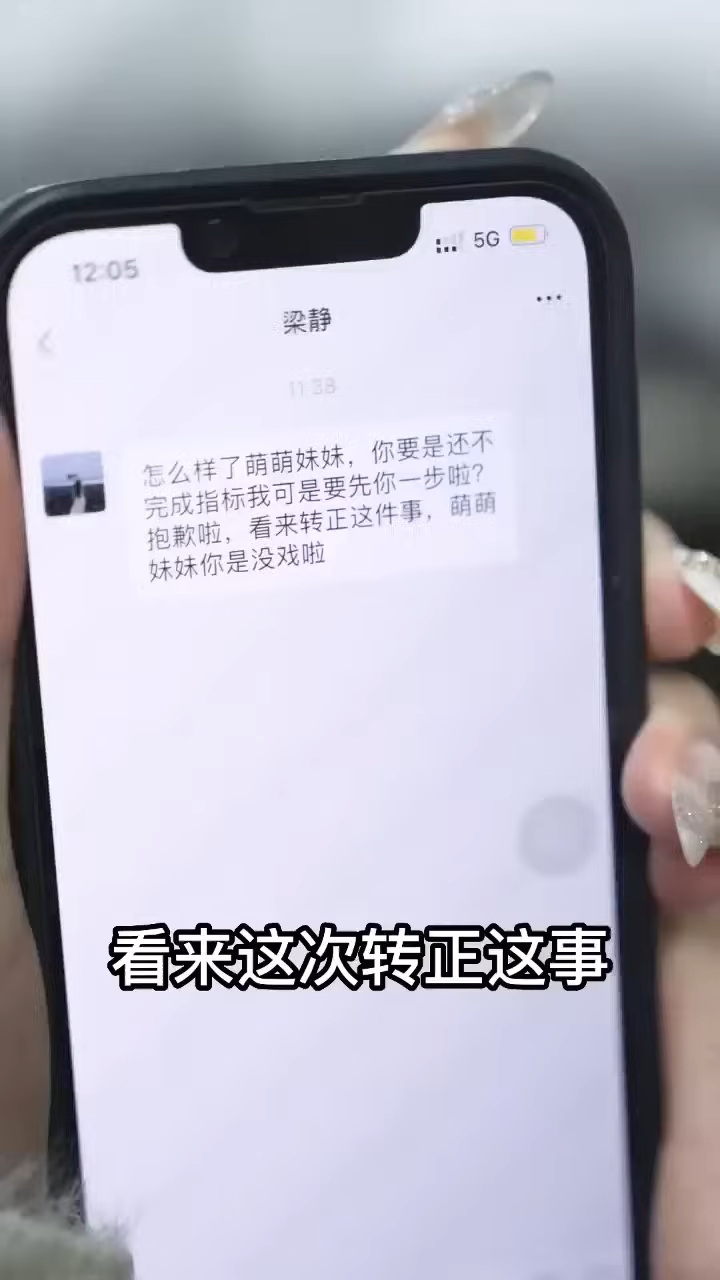 12:05
5G
梁静
11:38
怎么样了萌萌妹妹，你要是还不
完成指标我可是要先你一步啦？
抱歉啦，看来转正这件事，萌萌
妹妹你是没戏啦
看来这次转正这事